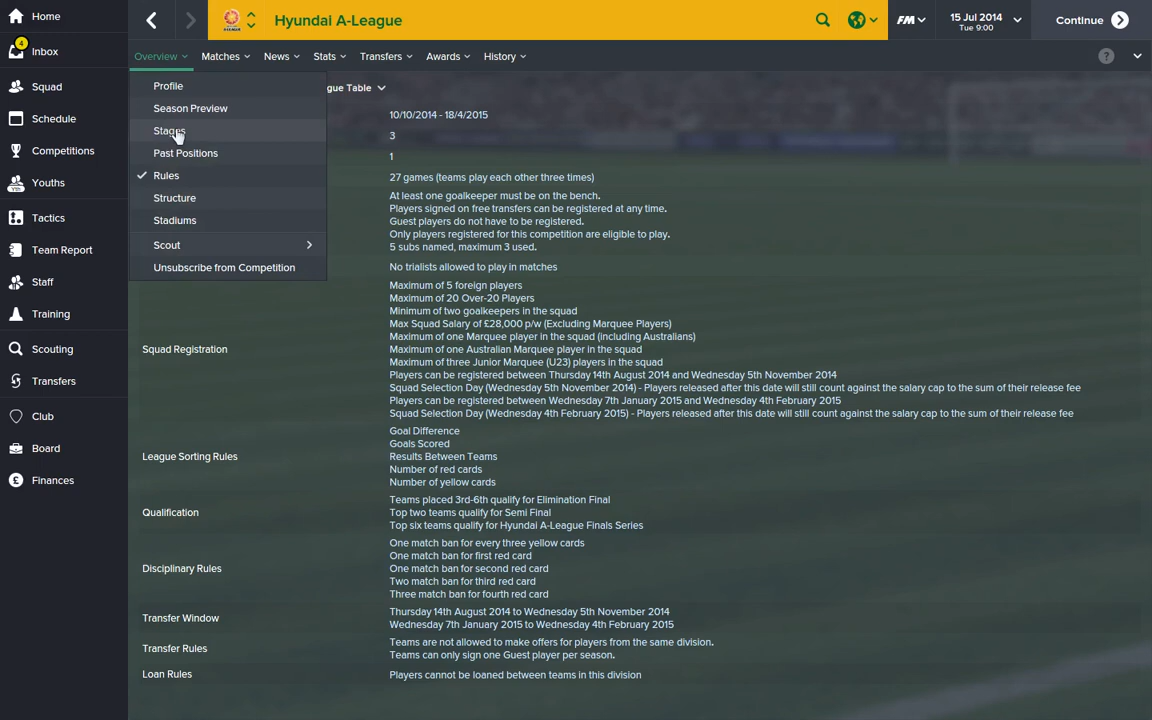 Home
Hyundai A-League
FM
15 Jul 2014
Tue 9:00
Continue
4
Inbox
Overview
Matches
News
Stats
Transfers
Awards
History
?
Squad
Schedule
Competitions
Youths
Tactics
Team Report
Staff
Training
Scouting
Transfers
Club
Board
Finances
Profile
Season Preview
Stages
Past Positions
Rules
Structure
Stadiums
Scout
Unsubscribe from Competition
gue Table
10/10/2014 - 18/4/2015
3
1
27 games (teams play each other three times)
At least one goalkeeper must be on the bench.
Players signed on free transfers can be registered at any time.
Guest players do not have to be registered.
Only players registered for this competition are eligible to play.
5 subs named, maximum 3 used.
No trialists allowed to play in matches
Squad Registration
Maximum of 5 foreign players
Maximum of 20 Over-20 Players
Minimum of two goalkeepers in the squad
Max Squad Salary of £28,000 p/w (Excluding Marquee Players)
Maximum of one Marquee player in the squad (including Australians)
Maximum of one Australian Marquee player in the squad
Maximum of three Junior Marquee (U23) players in the squad
Players can be registered between Thursday 14th August 2014 and Wednesday 5th November 2014
Squad Selection Day (Wednesday 5th November 2014) - Players released after this date will still count against the salary cap to the sum of their release fee
Players can be registered between Wednesday 7th January 2015 and Wednesday 4th February 2015
Squad Selection Day (Wednesday 4th February 2015) - Players released after this date will still count against the salary cap to the sum of their release fee
League Sorting Rules
Goal Difference
Goals Scored
Results Between Teams
Number of red cards
Number of yellow cards
Qualification
Teams placed 3rd-6th qualify for Elimination Final
Top two teams qualify for Semi Final
Top six teams qualify for Hyundai A-League Finals Series
Disciplinary Rules
One match ban for every three yellow cards
One match ban for first red card
One match ban for second red card
Two match ban for third red card
Three match ban for fourth red card
Transfer Window
Thursday 14th August 2014 to Wednesday 5th November 2014
Wednesday 7th January 2015 to Wednesday 4th February 2015
Transfer Rules
Teams are not allowed to make offers for players from the same division.
Teams can only sign one Guest player per season.
Loan Rules
Players cannot be loaned between teams in this division